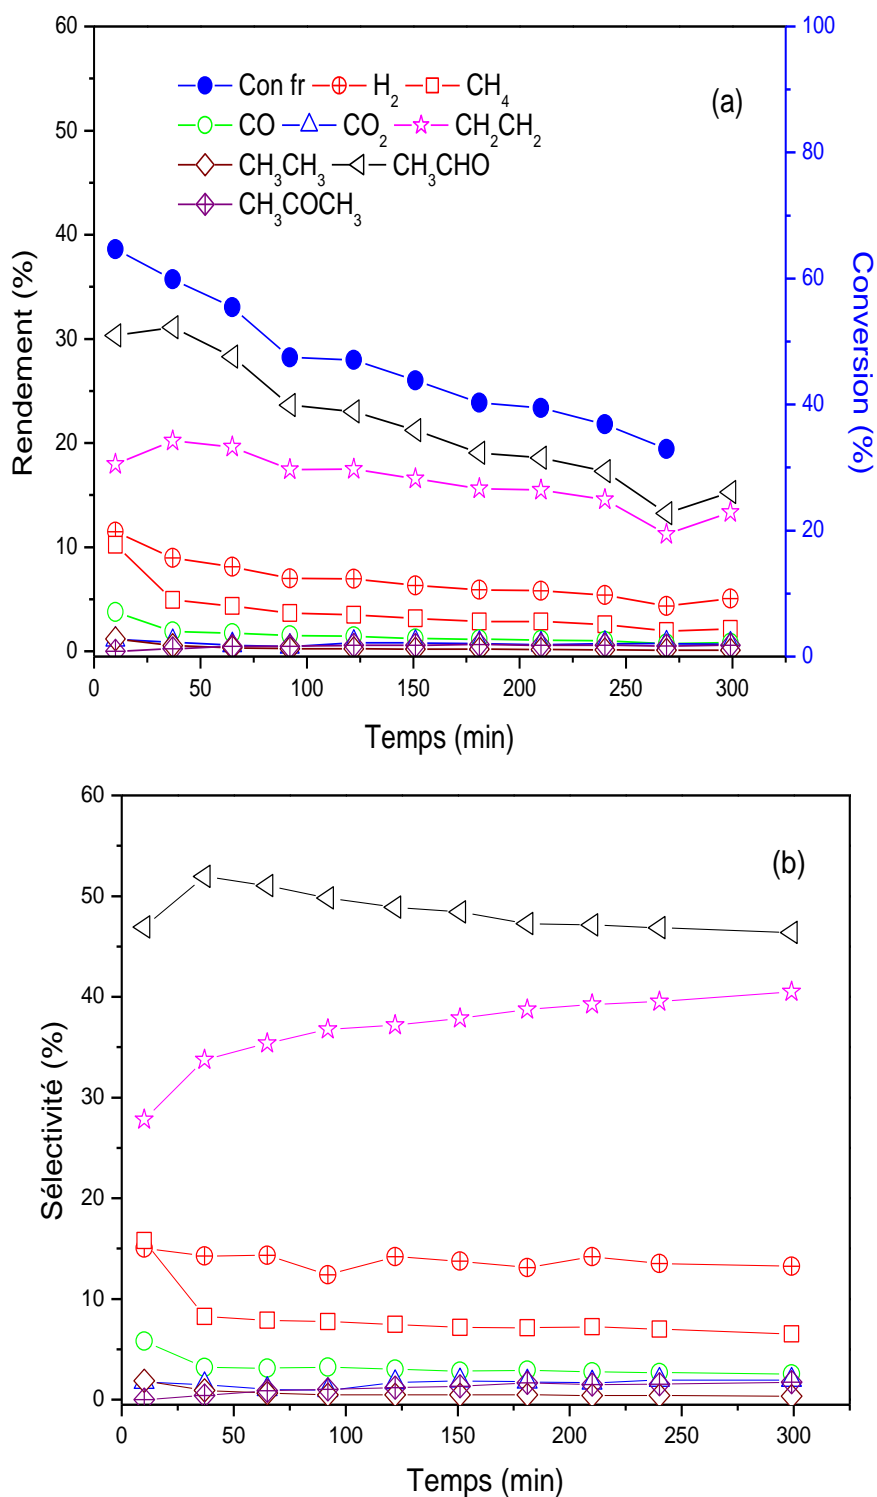 60
100
Con fr H2 CH4
(a)
CO CO2 CH2CH2
CH3CH3 CH3CHO
CH3COCH3
50
80
40
60
30
40
20
20
10
0
0
0 50 100 150 200 250 300
Rendement (%)
Conversion (%)
Temps (min)
60
(b)
50
40
30
20
10
0
0 50 100 150 200 250 300
Sélectivité (%)
Temps (min)